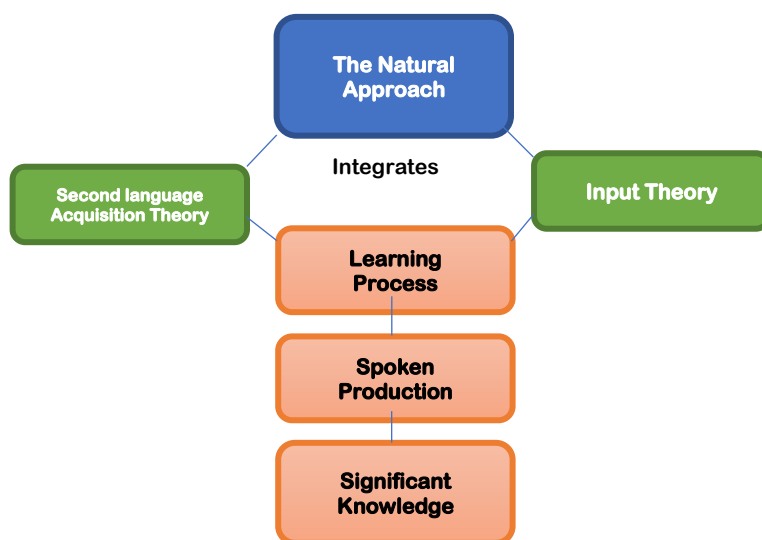 The Natural
Approach
Integrates
Second language
Acquisition Theory
Input Theory
Learning
Process
Spoken
Production
Significant
Knowledge